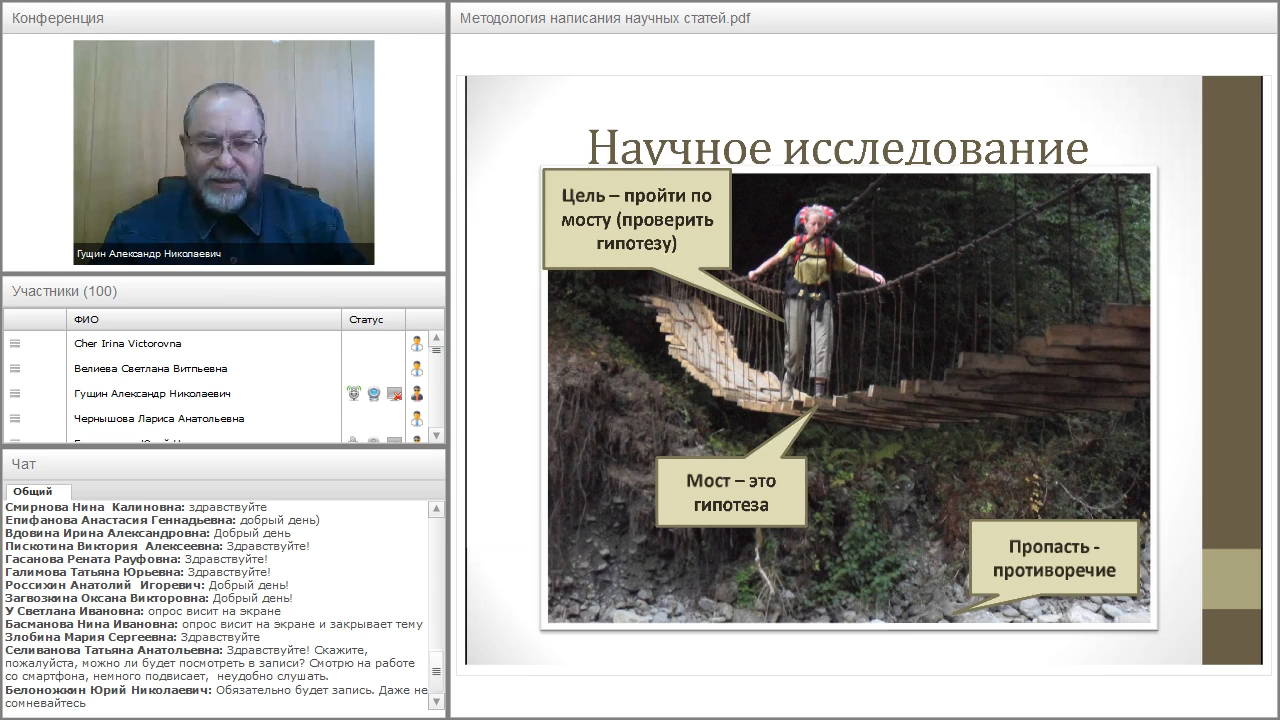 Конференция
Гущин Александр Николаевич
Участники (100)
ФИО Статус
Cher Irina Victorovna
Велиева Светлана Витпьевна
Гущин Александр Николаевич
Чернышова Лариса Анатольевна
Чат
Общий
Смирнова Нина Калиновна: здравствуйте
Епифанова Анастасия Геннадьевна: добрый день)
Вдовина Ирина Александровна: Добрый день
Пискотина Виктория Алексеевна: Здравствуйте!
Гасанова Рената Рауфовна: Здравствуйте!
Галимова Татьяна Юрьевна: Здравствуйте!
Россихин Анатолий Игоревич: Добрый день!
Загвозкина Оксана Викторовна: Добрый день!
У Светлана Ивановна: опрос висит на экране
Басманова Нина Ивановна: опрос висит на экране и закрывает тему
Злобина Мария Сергеевна: Здравствуйте
Селиванова Татьяна Анатольевна: Здравствуйте! Скажите,
пожалуйста, можно ли будет посмотреть в записи? Смотрю на работе
со смартфона, немного подвисает, неудобно слушать.
Белоножкин Юрий Николаевич: Обязательно будет запись. Даже не
сомневайтесь
Методология написания научных статей.pdf
Научное исследование
Цель – пройти по
мосту (проверить
гипотезу)
Мост – это
гипотеза
Пропасть -
противоречие